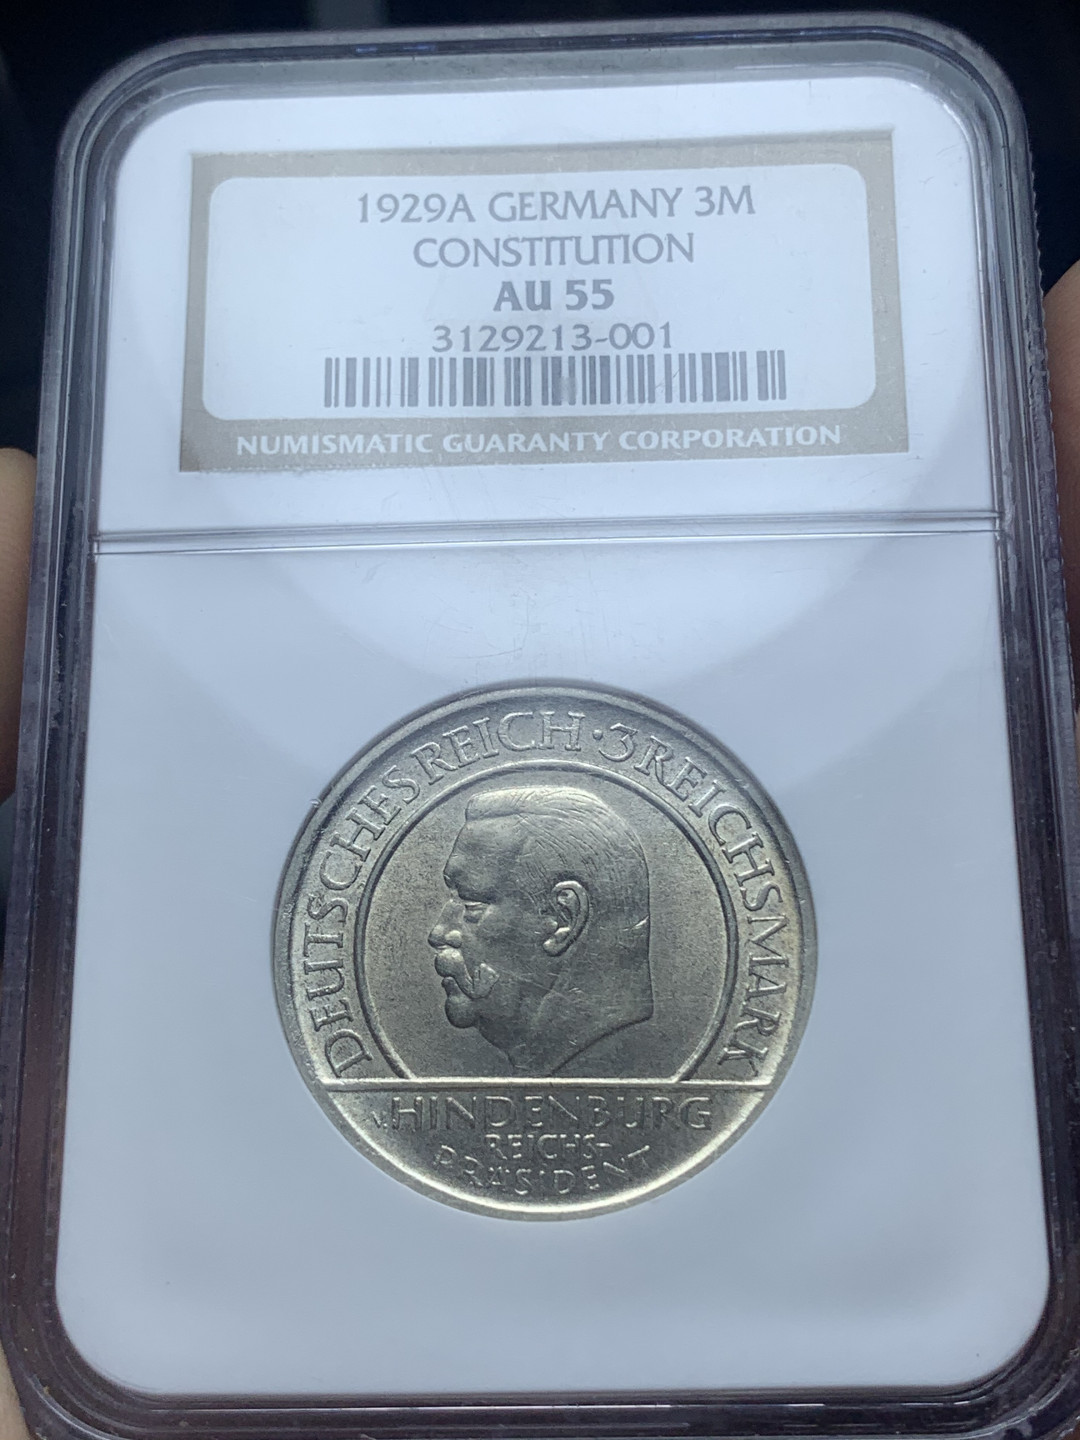 1929A GERMANY 3M
CONSTITUTION
AU 55
3129213-001
NUMISMATIC GUARANTY CORPORATION
DEUTSCHES REICH · 3 REICHSMARK
V. HINDENBURG
REICHS-
PRÄSIDENT